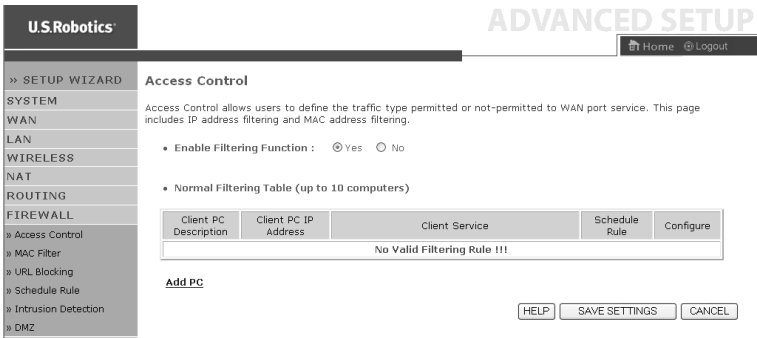 U.S.Robotics
ADVANCED SETUP
Home Logout
» SETUP WIZARD
SYSTEM
WAN
LAN
WIRELESS
NAT
ROUTING
FIREWALL
» Access Control
» MAC Filter
» URL Blocking
» Schedule Rule
» Intrusion Detection
» DMZ
Access Control
Access Control allows users to define the traffic type permitted or not-permitted to WAN port service. This page
includes IP address filtering and MAC address filtering.
• Enable Filtering Function : Yes No
• Normal Filtering Table (up to 10 computers)
Client PC Description Client PC IP Address Client Service Schedule Rule Configure
No Valid Filtering Rule !!!
Add PC
HELP SAVE SETTINGS CANCEL